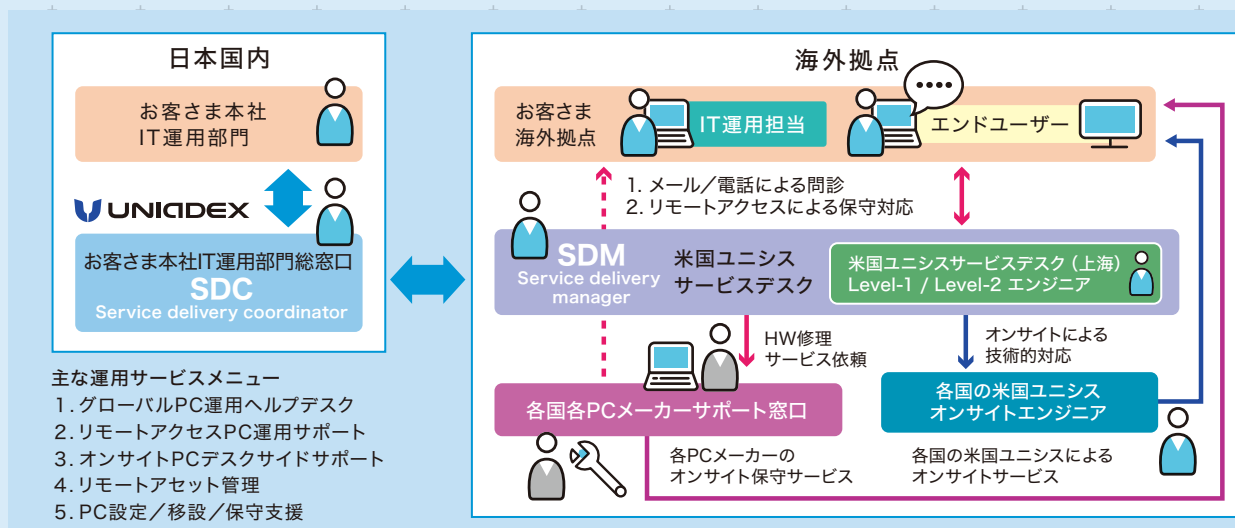 日本国内
お客さま本社
IT運用部門
UNIADEX
お客さま本社IT運用部門総窓口
SDC
Service delivery coordinator
主な運用サービスメニュー
1. グローバルPC運用ヘルプデスク
2. リモートアクセスPC運用サポート
3. オンサイトPCデスクサイドサポート
4. リモートアセット管理
5. PC設定／移設／保守支援
海外拠点
お客さま
海外拠点
IT運用担当
エンドユーザー
1. メール／電話による問診
2. リモートアクセスによる保守対応
SDM
Service delivery
manager
米国ユニシス
サービスデスク
米国ユニシスサービスデスク（上海）
Level-1 / Level-2 エンジニア
HW修理
サービス依頼
オンサイトによる
技術的対応
各国各PCメーカーサポート窓口
各国の米国ユニシス
オンサイトエンジニア
各PCメーカーの
オンサイト保守サービス
各国の米国ユニシスによる
オンサイトサービス